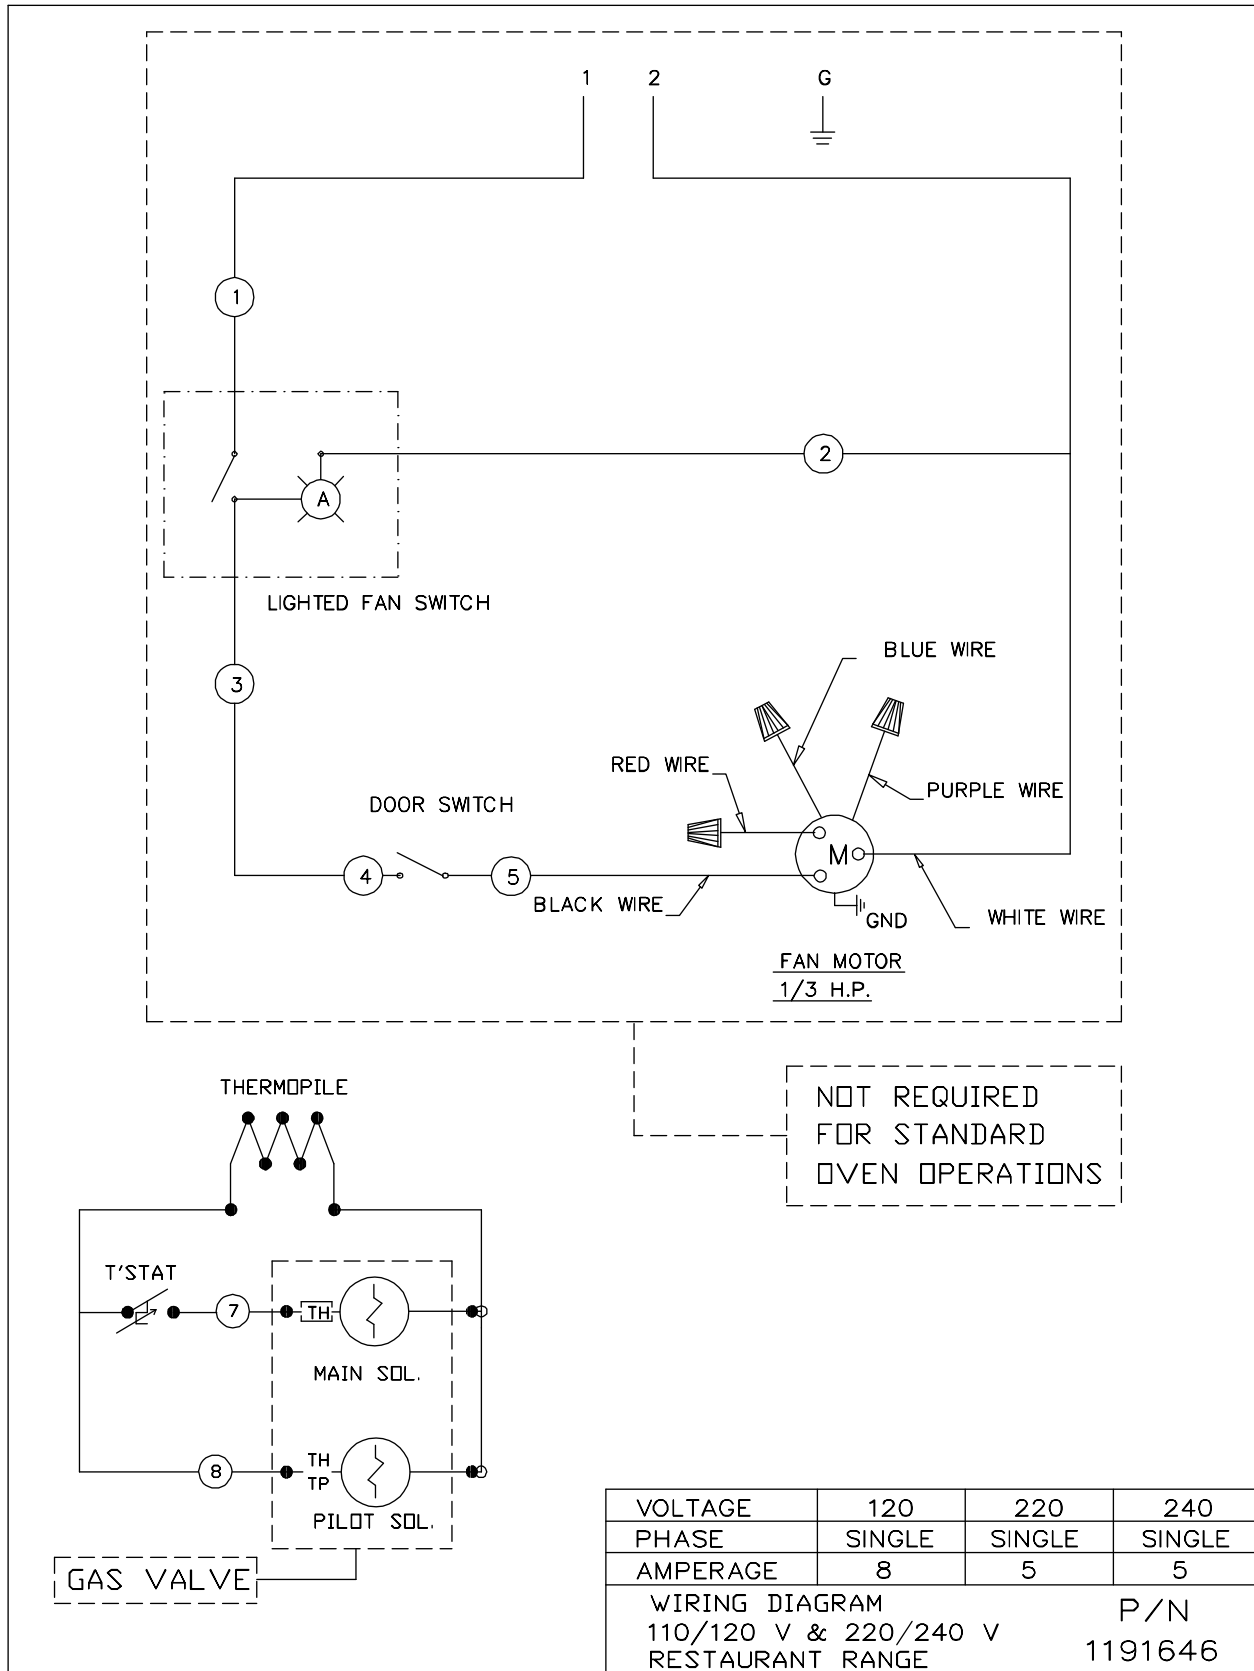 1 2 G
1
2
A
LIGHTED FAN SWITCH
3
BLUE WIRE
RED WIRE
PURPLE WIRE
DOOR SWITCH
M
4
5
BLACK WIRE
GND
WHITE WIRE
FAN MOTOR
1/3 H.P.
THERMOPILE
NOT REQUIRED
FOR STANDARD
OVEN OPERATIONS
T'STAT
7
TH
MAIN SOL.
8
TH
TP
PILOT SOL.
GAS VALVE
VOLTAGE 120 220 240
PHASE SINGLE SINGLE SINGLE
AMPERAGE 8 5 5
WIRING DIAGRAM
110/120 V & 220/240 V
RESTAURANT RANGE
P/N
1191646